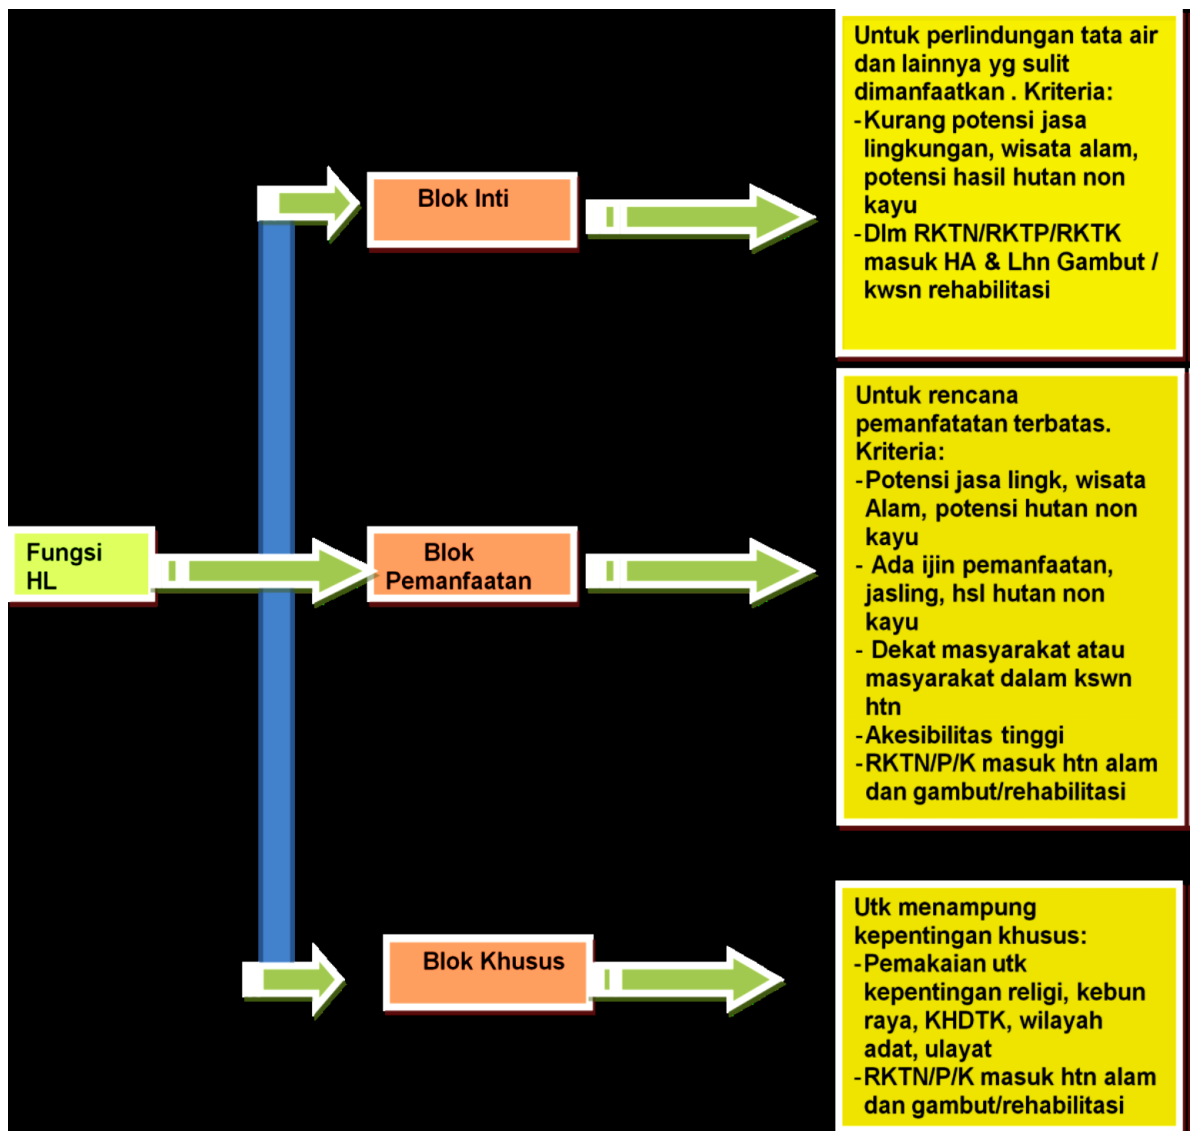 Fungsi
HL
Blok Inti
Untuk perlindungan tata air
dan lainnya yg sulit
dimanfaatkan . Kriteria:
-Kurang potensi jasa
lingkungan, wisata alam,
potensi hasil hutan non
kayu
-Dlm RKTN/RKTP/RKTK
masuk HA & Lhn Gambut /
kwsn rehabilitasi
Blok
Pemanfaatan
Untuk rencana
pemanfatatan terbatas.
Kriteria:
-Potensi jasa lingk, wisata
Alam, potensi hutan non
kayu
- Ada ijin pemanfaatan,
jasling, hsl hutan non
kayu
- Dekat masyarakat atau
masyarakat dalam kswn
htn
-Akesibilitas tinggi
-RKTN/P/K masuk htn alam
dan gambut/rehabilitasi
Blok Khusus
Utk menampung
kepentingan khusus:
-Pemakaian utk
kepentingan religi, kebun
raya, KHDTK, wilayah
adat, ulayat
-RKTN/P/K masuk htn alam
dan gambut/rehabilitasi